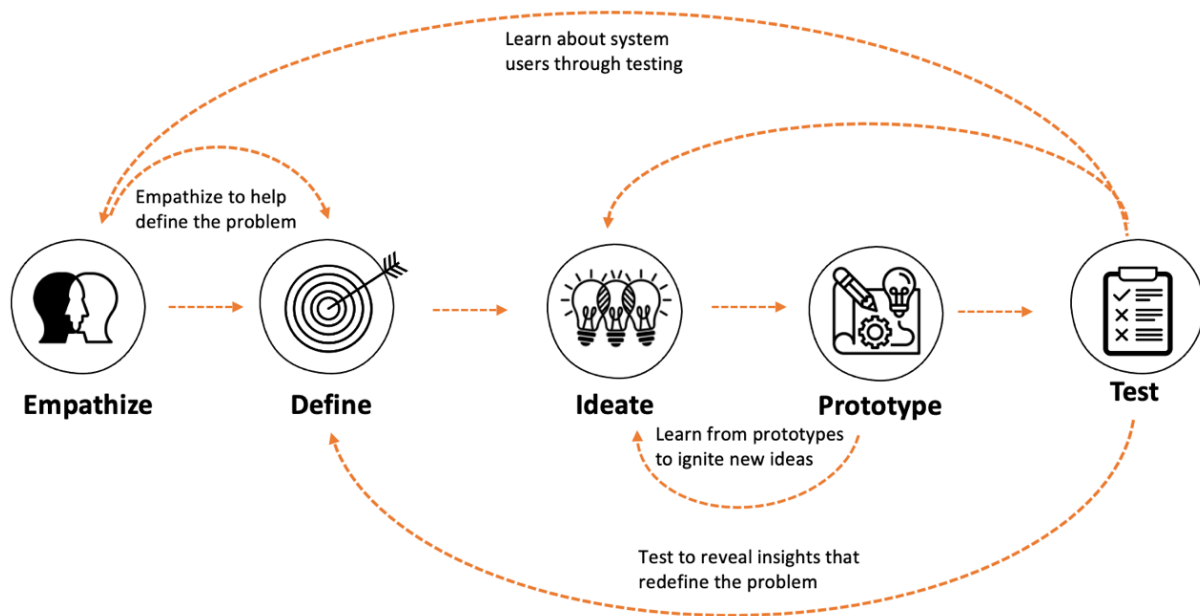 Learn about system
users through testing
Empathize to help
define the problem
Empathize
Define
Ideate
Prototype
Test
Learn from prototypes
to ignite new ideas
Test to reveal insights that
redefine the problem